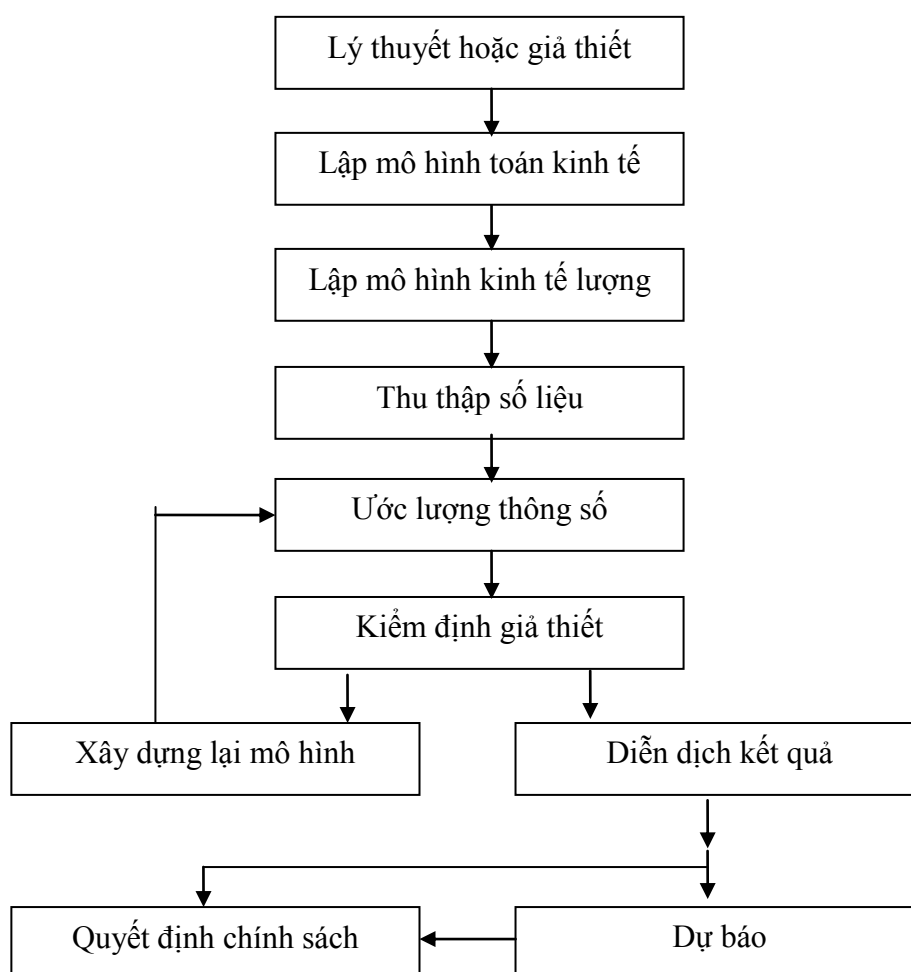 Lý thuyết hoặc giả thiết
Lập mô hình toán kinh tế
Lập mô hình kinh tế lượng
Thu thập số liệu
Ước lượng thông số
Kiểm định giả thiết
Xây dựng lại mô hình
Diễn dịch kết quả
Quyết định chính sách
Dự báo